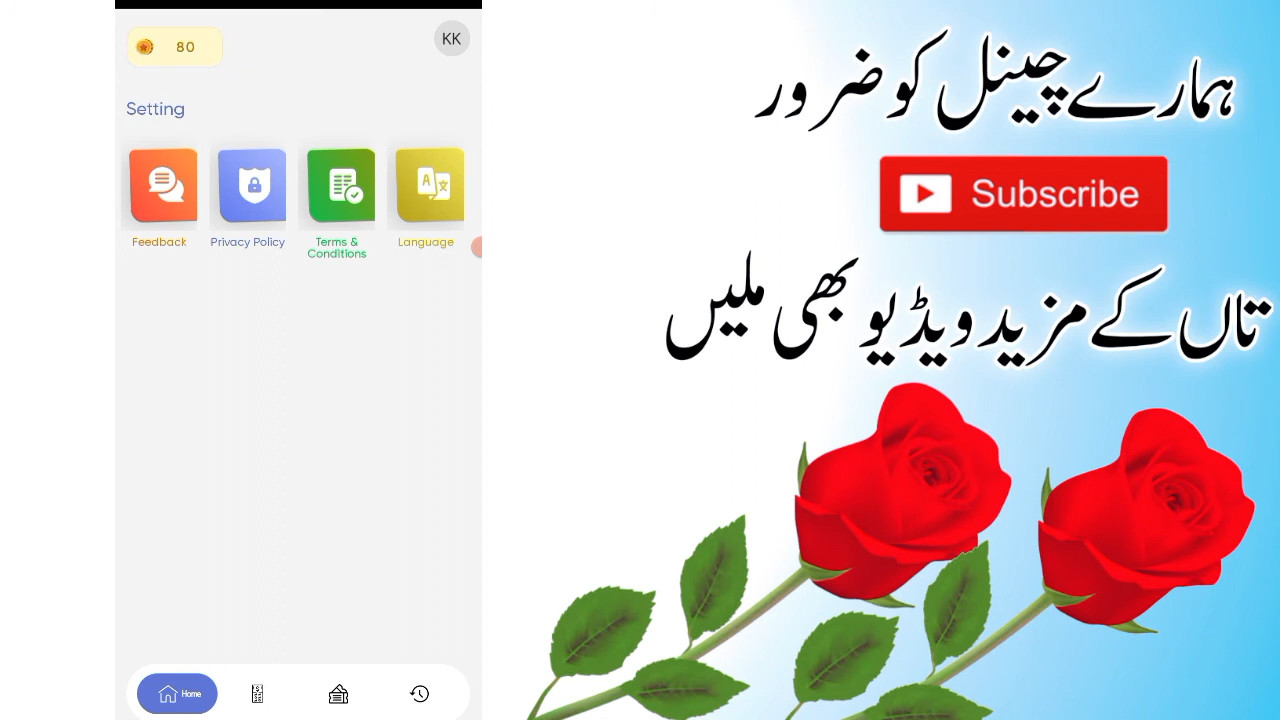 80
KK
Setting
Feedback
Privacy Policy
Terms &
Conditions
Language
Home
ہمارے چینل کو ضرور
Subscribe
تاں کے مزید ویڈیو بھی ملیں